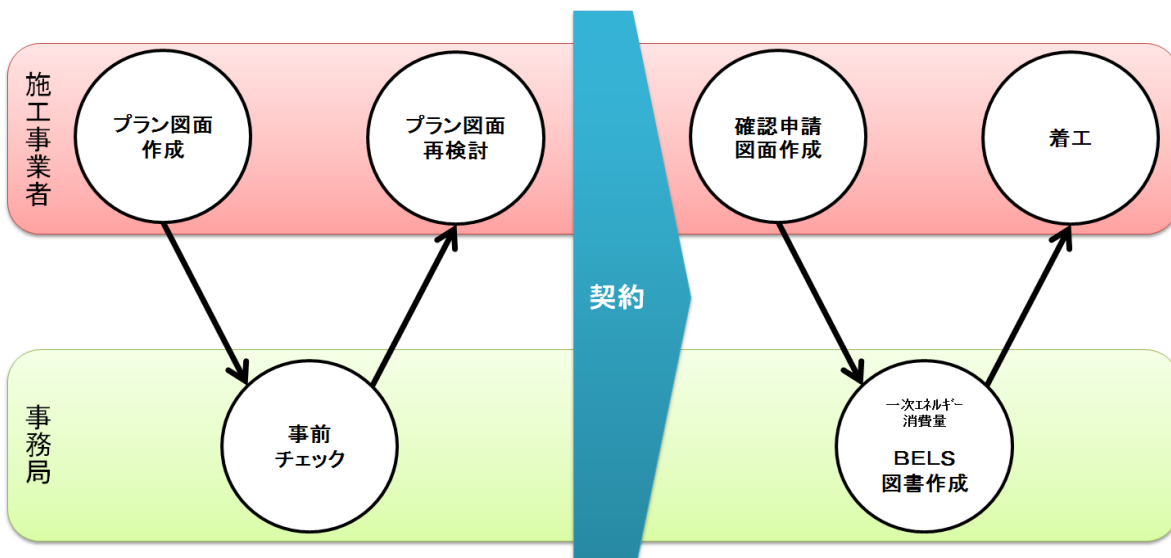 施工事業者
プラン図面
作成
プラン図面
再検討
契約
確認申請
図面作成
着工
事務局
事前
チェック
一次ｴﾈﾙｷﾞｰ
消費量
BELS
図書作成